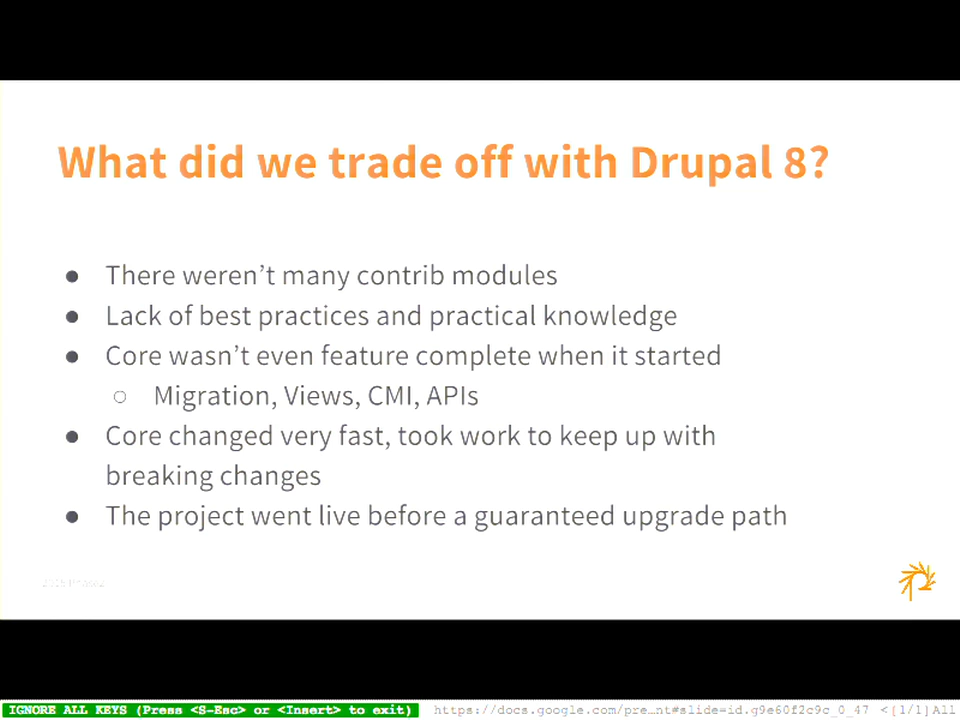 What did we trade off with Drupal 8?
● There weren't many contrib modules
● Lack of best practices and practical knowledge
● Core wasn't even feature complete when it started
○ Migration, Views, CMI, APIs
● Core changed very fast, took work to keep up with
breaking changes
● The project went live before a guaranteed upgrade path
IGNORE ALL KEYS (Press <S-Esc> or <Insert> to exit) https://docs.google.com/pre…nt#slide=id.g9e60f2c9c_0_47 <{1/1}All